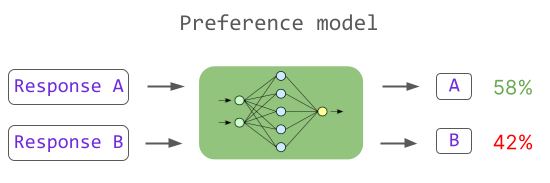 Preference model
Response A
A
58%
Response B
B
42%